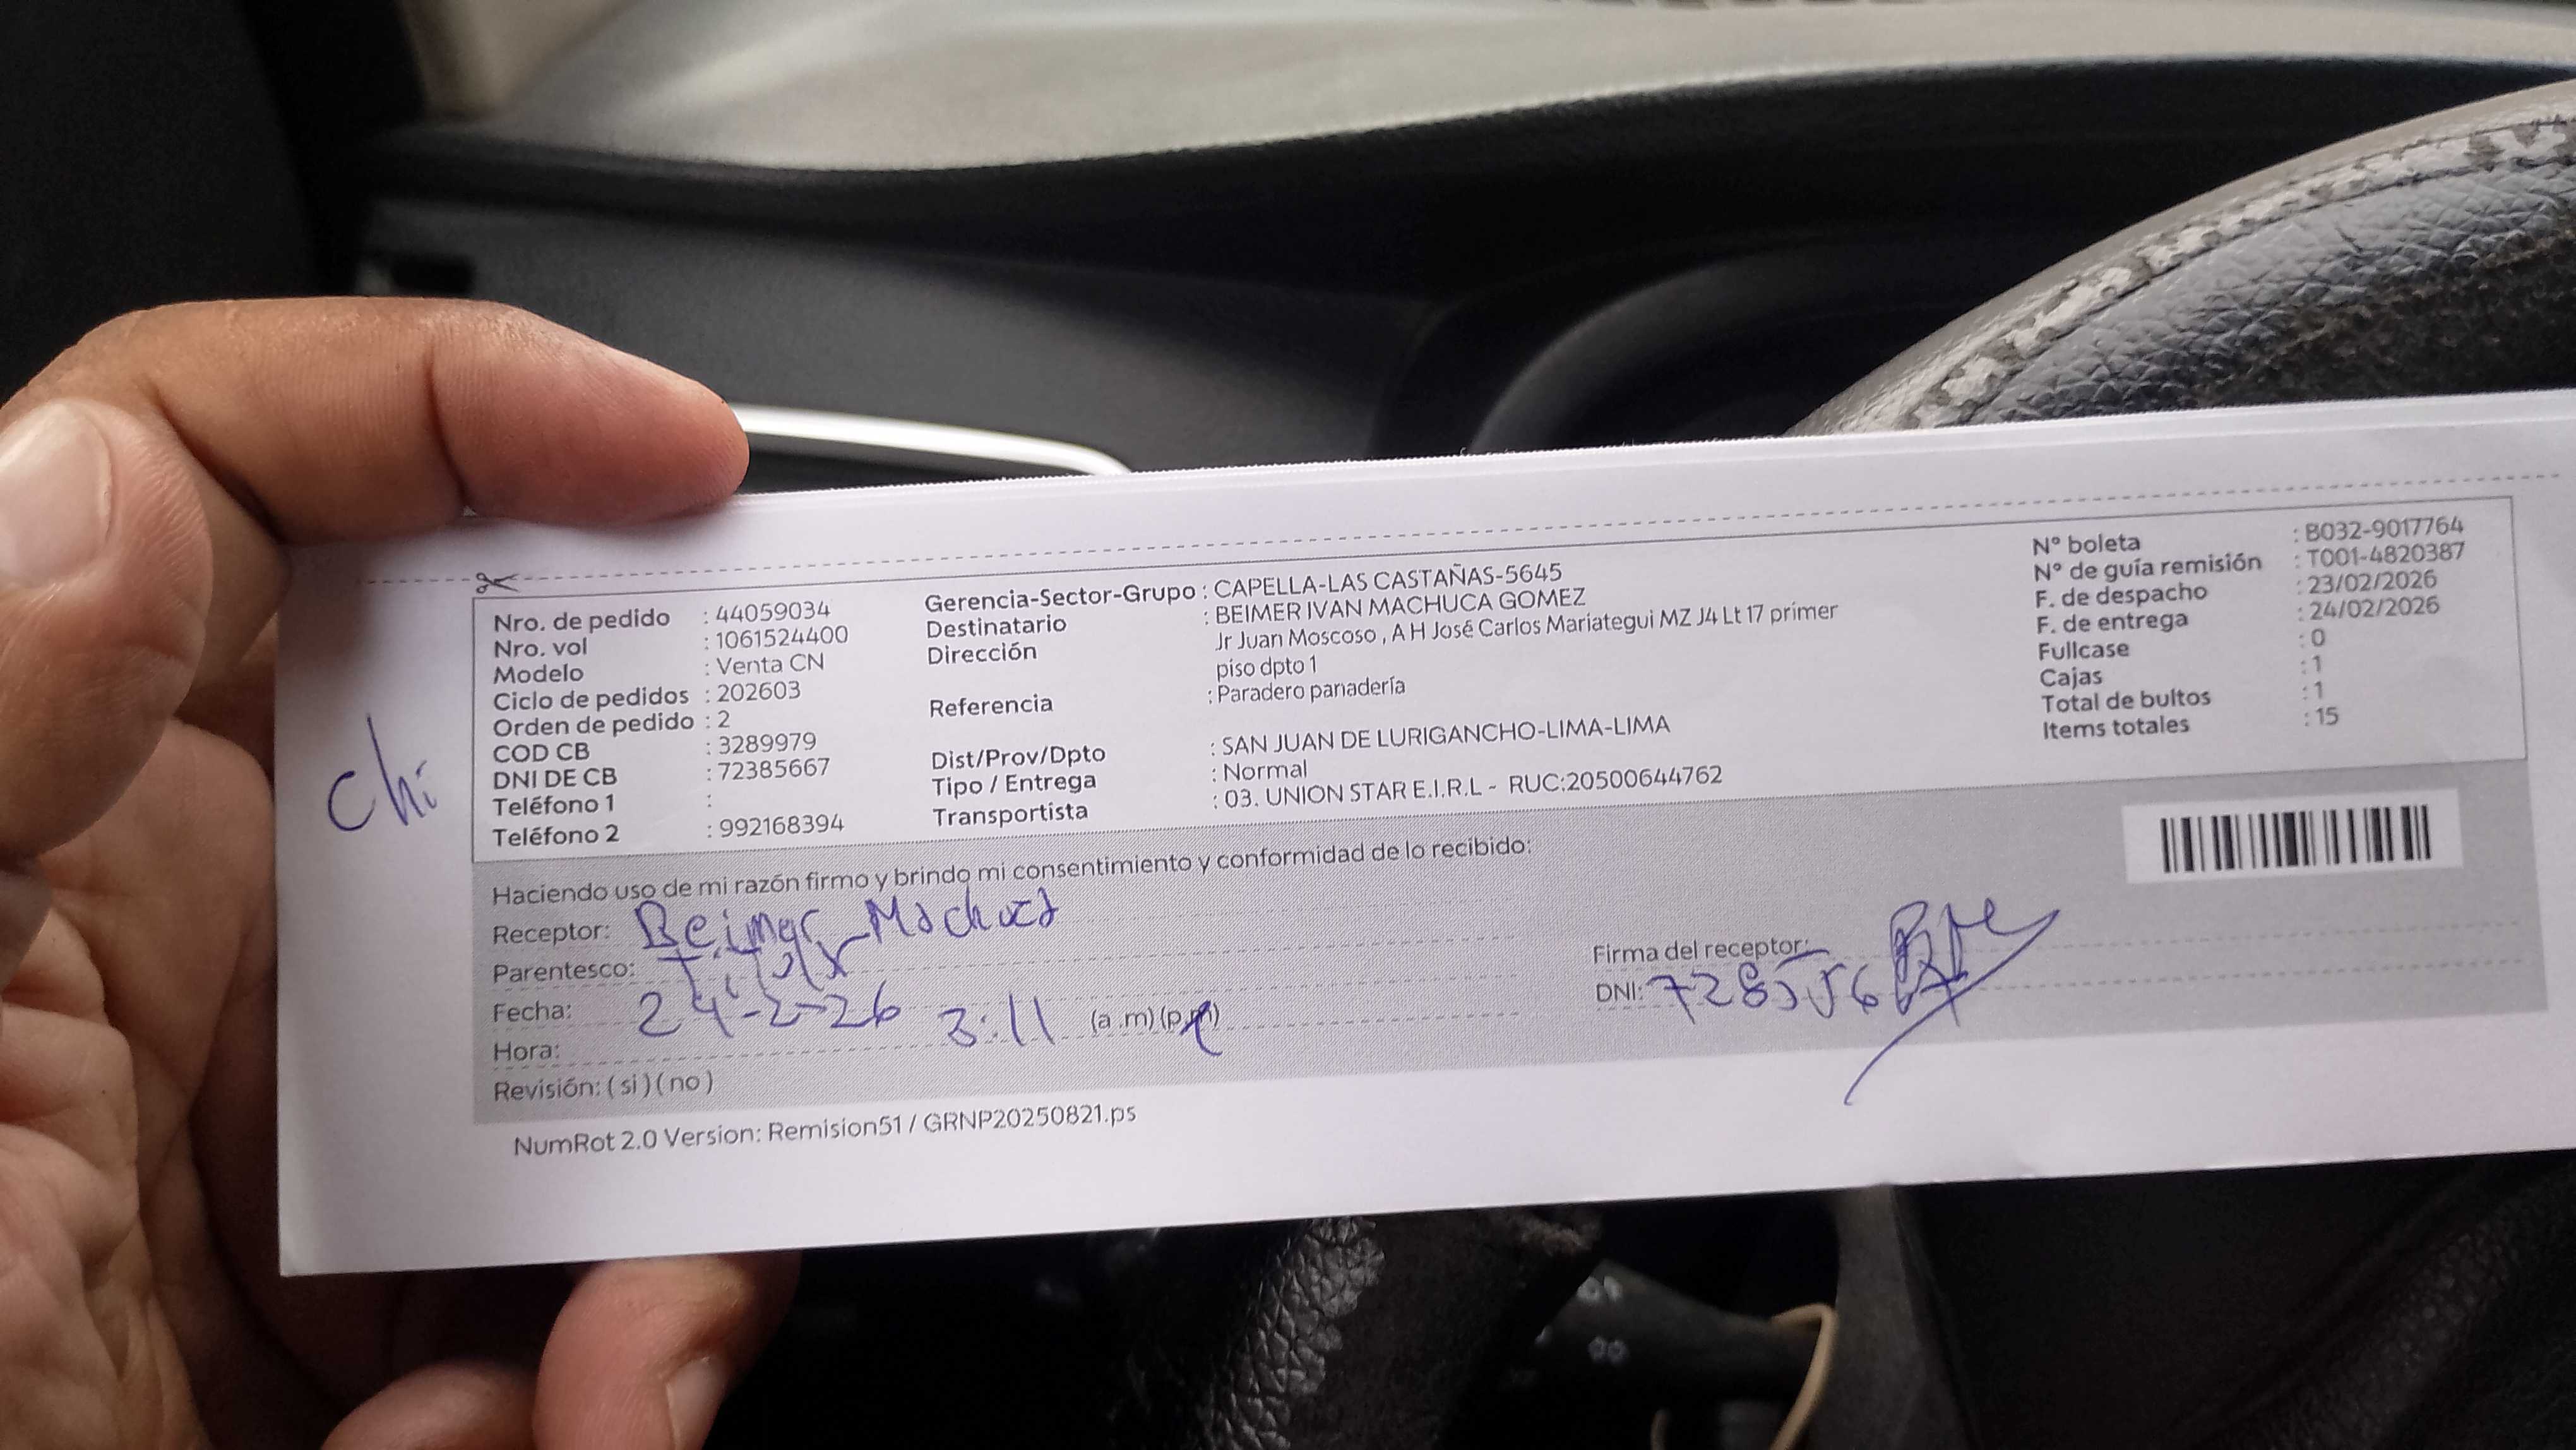 Nro. de pedido : 44059034
Nro. vol : 1061524400
Modelo : Venta CN
Ciclo de pedidos : 202603
Orden de pedido : 2
COD CB : 3289979
DNI DE CB : 72385667
Teléfono 1 :
Teléfono 2 : 992168394
Gerencia-Sector-Grupo : CAPELLA-LAS CASTAÑAS-5645
Destinatario : BEIMER IVAN MACHUCA GOMEZ
Dirección Jr Juan Moscoso , A H José Carlos Mariategui MZ J4 Lt 17 primer
piso dpto 1
Referencia : Paradero panadería
Dist/Prov/Dpto : SAN JUAN DE LURIGANCHO-LIMA-LIMA
Tipo / Entrega : Normal
Transportista : 03. UNION STAR E.I.R.L - RUC:20500644762
N° boleta : B032-9017764
N° de guía remisión : T001-4820387
F. de despacho : 23/02/2026
F. de entrega : 24/02/2026
Fullcase : 0
Cajas : 1
Total de bultos : 1
Items totales : 15
Chi
Haciendo uso de mi razón firmo y brindo mi consentimiento y conformidad de lo recibido:
Receptor: Beimer Machuca
Parentesco: Titular
Fecha: 24-2-26 3:11 (a .m) (p.m)
Hora:
Revisión: ( si ) ( no )
Firma del receptor:
DNI:
NumRot 2.0 Version: Remision51 / GRNP20250821.ps